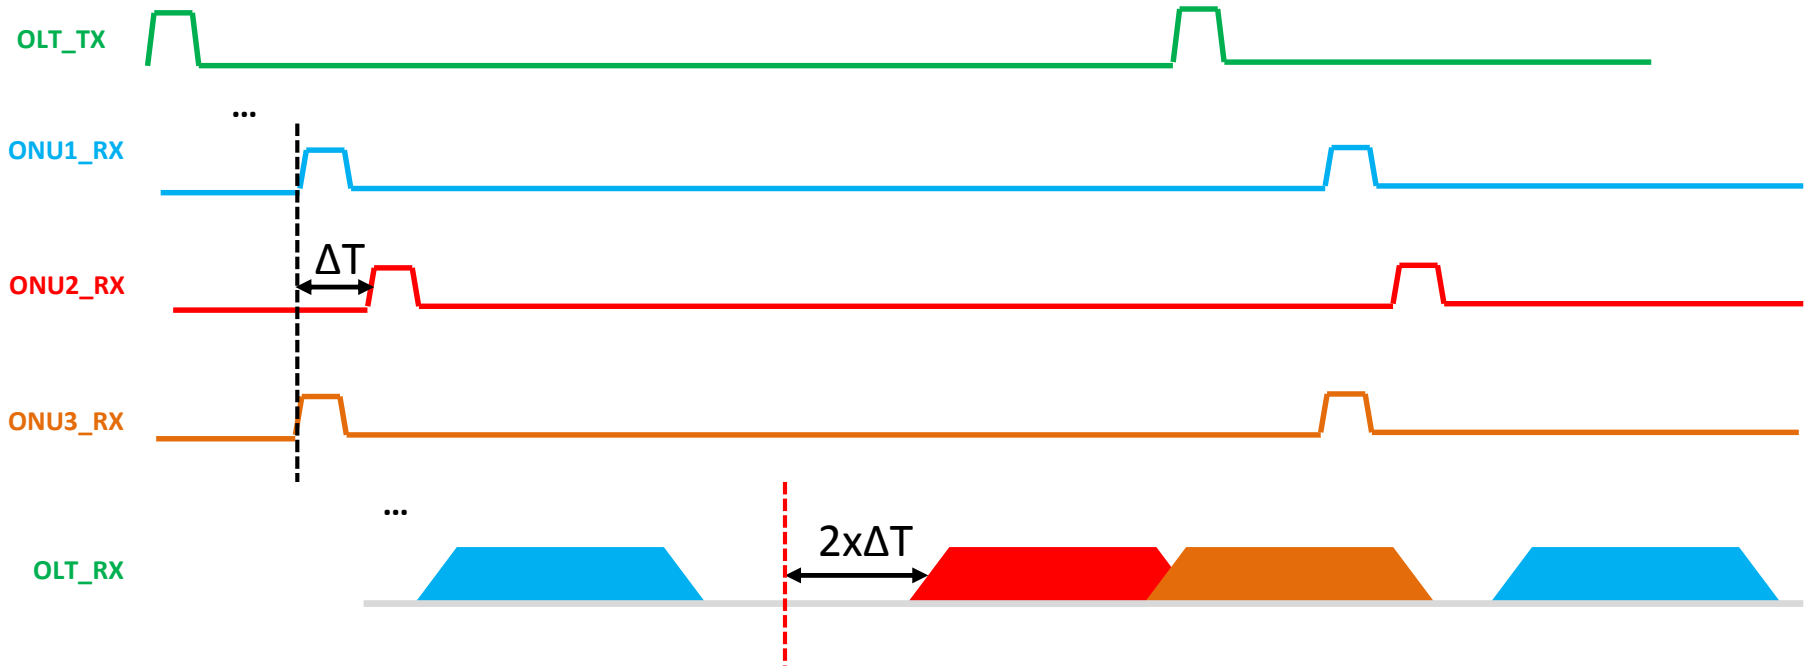 OLT_TX
...
ONU1_RX
ΔT
ONU2_RX
ONU3_RX
...
2xΔT
OLT_RX